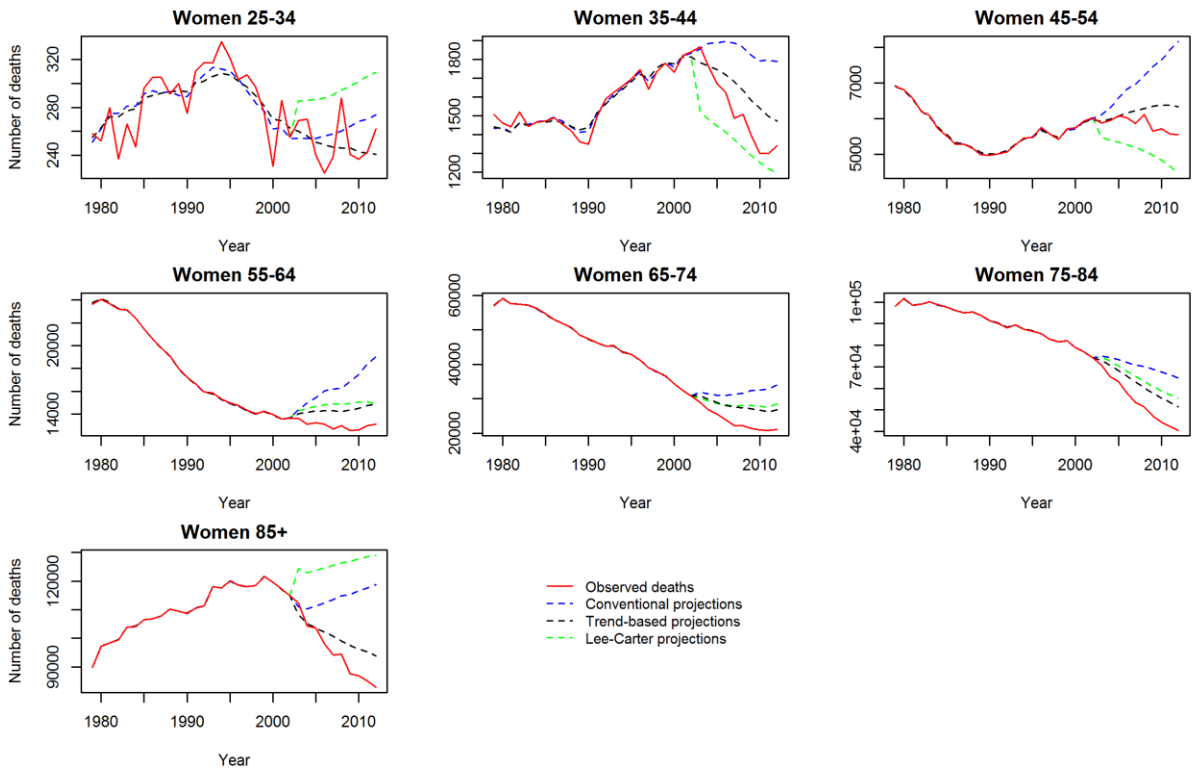 Women 25-34
Women 35-44
Women 45-54
Number of deaths
240 280 320
1200 1500 1800
5000 7000
1980 1990 2000 2010
1980 1990 2000 2010
1980 1990 2000 2010
Year
Year
Year
Women 55-64
Women 65-74
Women 75-84
Number of deaths
14000 20000
20000 40000 60000
4e+04 7e+04 1e+05
1980 1990 2000 2010
1980 1990 2000 2010
1980 1990 2000 2010
Year
Year
Year
Women 85+
Number of deaths
90000 120000
1980 1990 2000 2010
Year
Observed deaths
Conventional projections
Trend-based projections
Lee-Carter projections